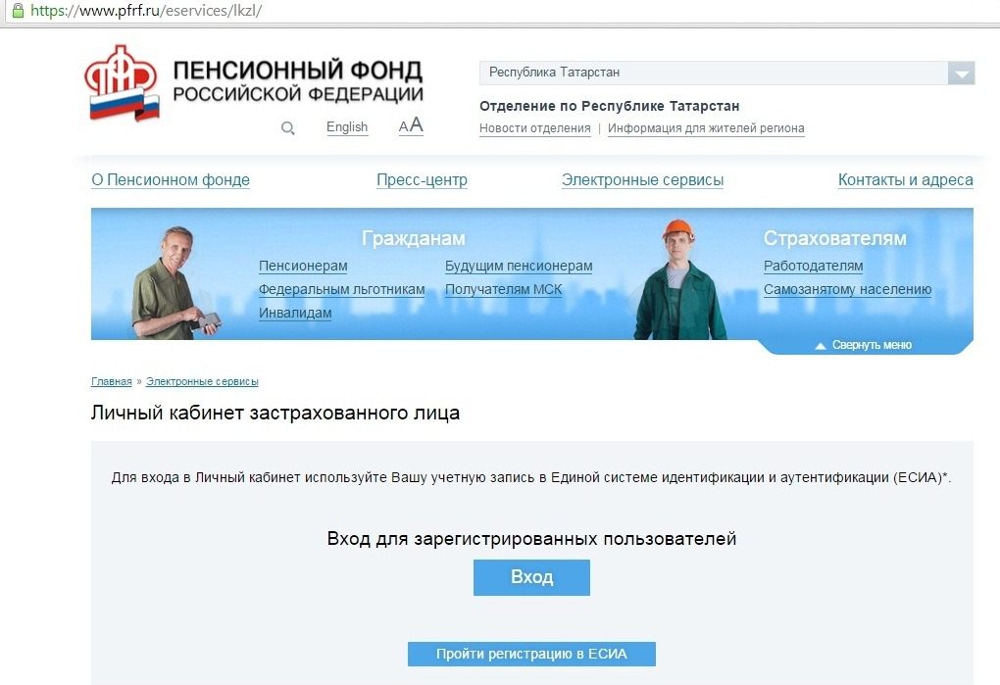 https://www.pfrf.ru/eservices/lkzl/
ПЕНСИОННЫЙ ФОНД
РОССИЙСКОЙ ФЕДЕРАЦИИ
English
AA
Республика Татарстан
Отделение по Республике Татарстан
Новости отделения | Информация для жителей региона
О Пенсионном фонде
Пресс-центр
Электронные сервисы
Контакты и адреса
Гражданам
Пенсионерам
Будущим пенсионерам
Федеральным льготникам
Получателям МСК
Инвалидам
Страхователям
Работодателям
Самозанятому населению
Свернуть меню
Главная » Электронные сервисы
Личный кабинет застрахованного лица
Для входа в Личный кабинет используйте Вашу учетную запись в Единой системе идентификации и аутентификации (ЕСИА)*.
Вход для зарегистрированных пользователей
Вход
Пройти регистрацию в ЕСИА